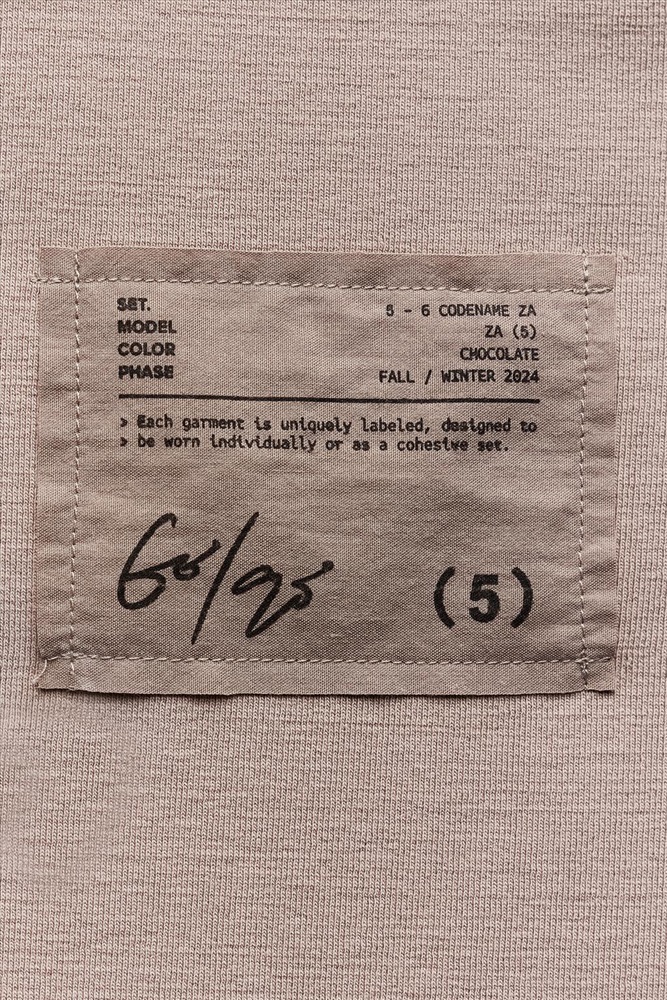 SET. 5 - 6 CODENAME ZA
MODEL ZA (5)
COLOR CHOCOLATE
PHASE FALL / WINTER 2024
> Each garment is uniquely labeled, designed to
> be worn individually or as a cohesive set.
(5)